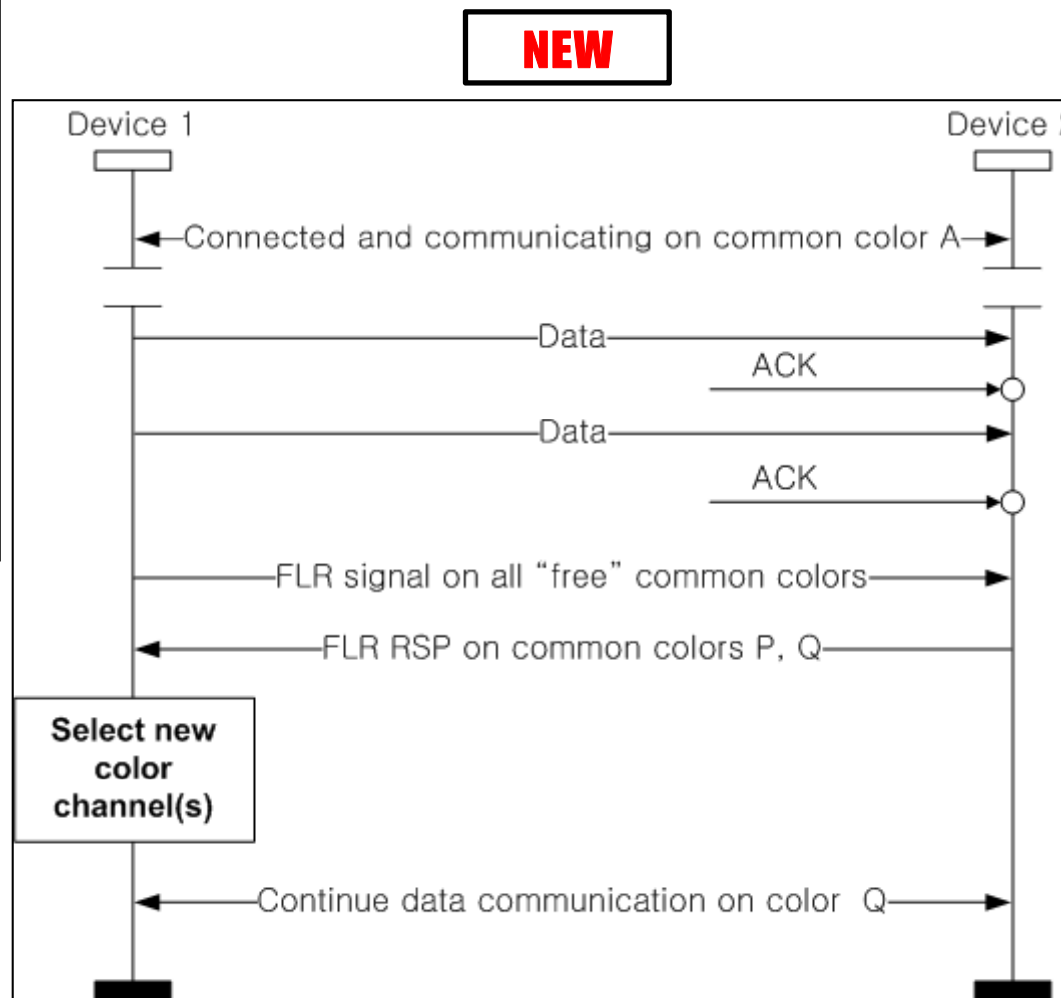 NEW
Device 1
Device 2
Connected and communicating on common color A
Data
ACK
Data
ACK
FLR signal on all “free” common colors
FLR RSP on common colors P, Q
Select new
color
channel(s)
Continue data communication on color Q